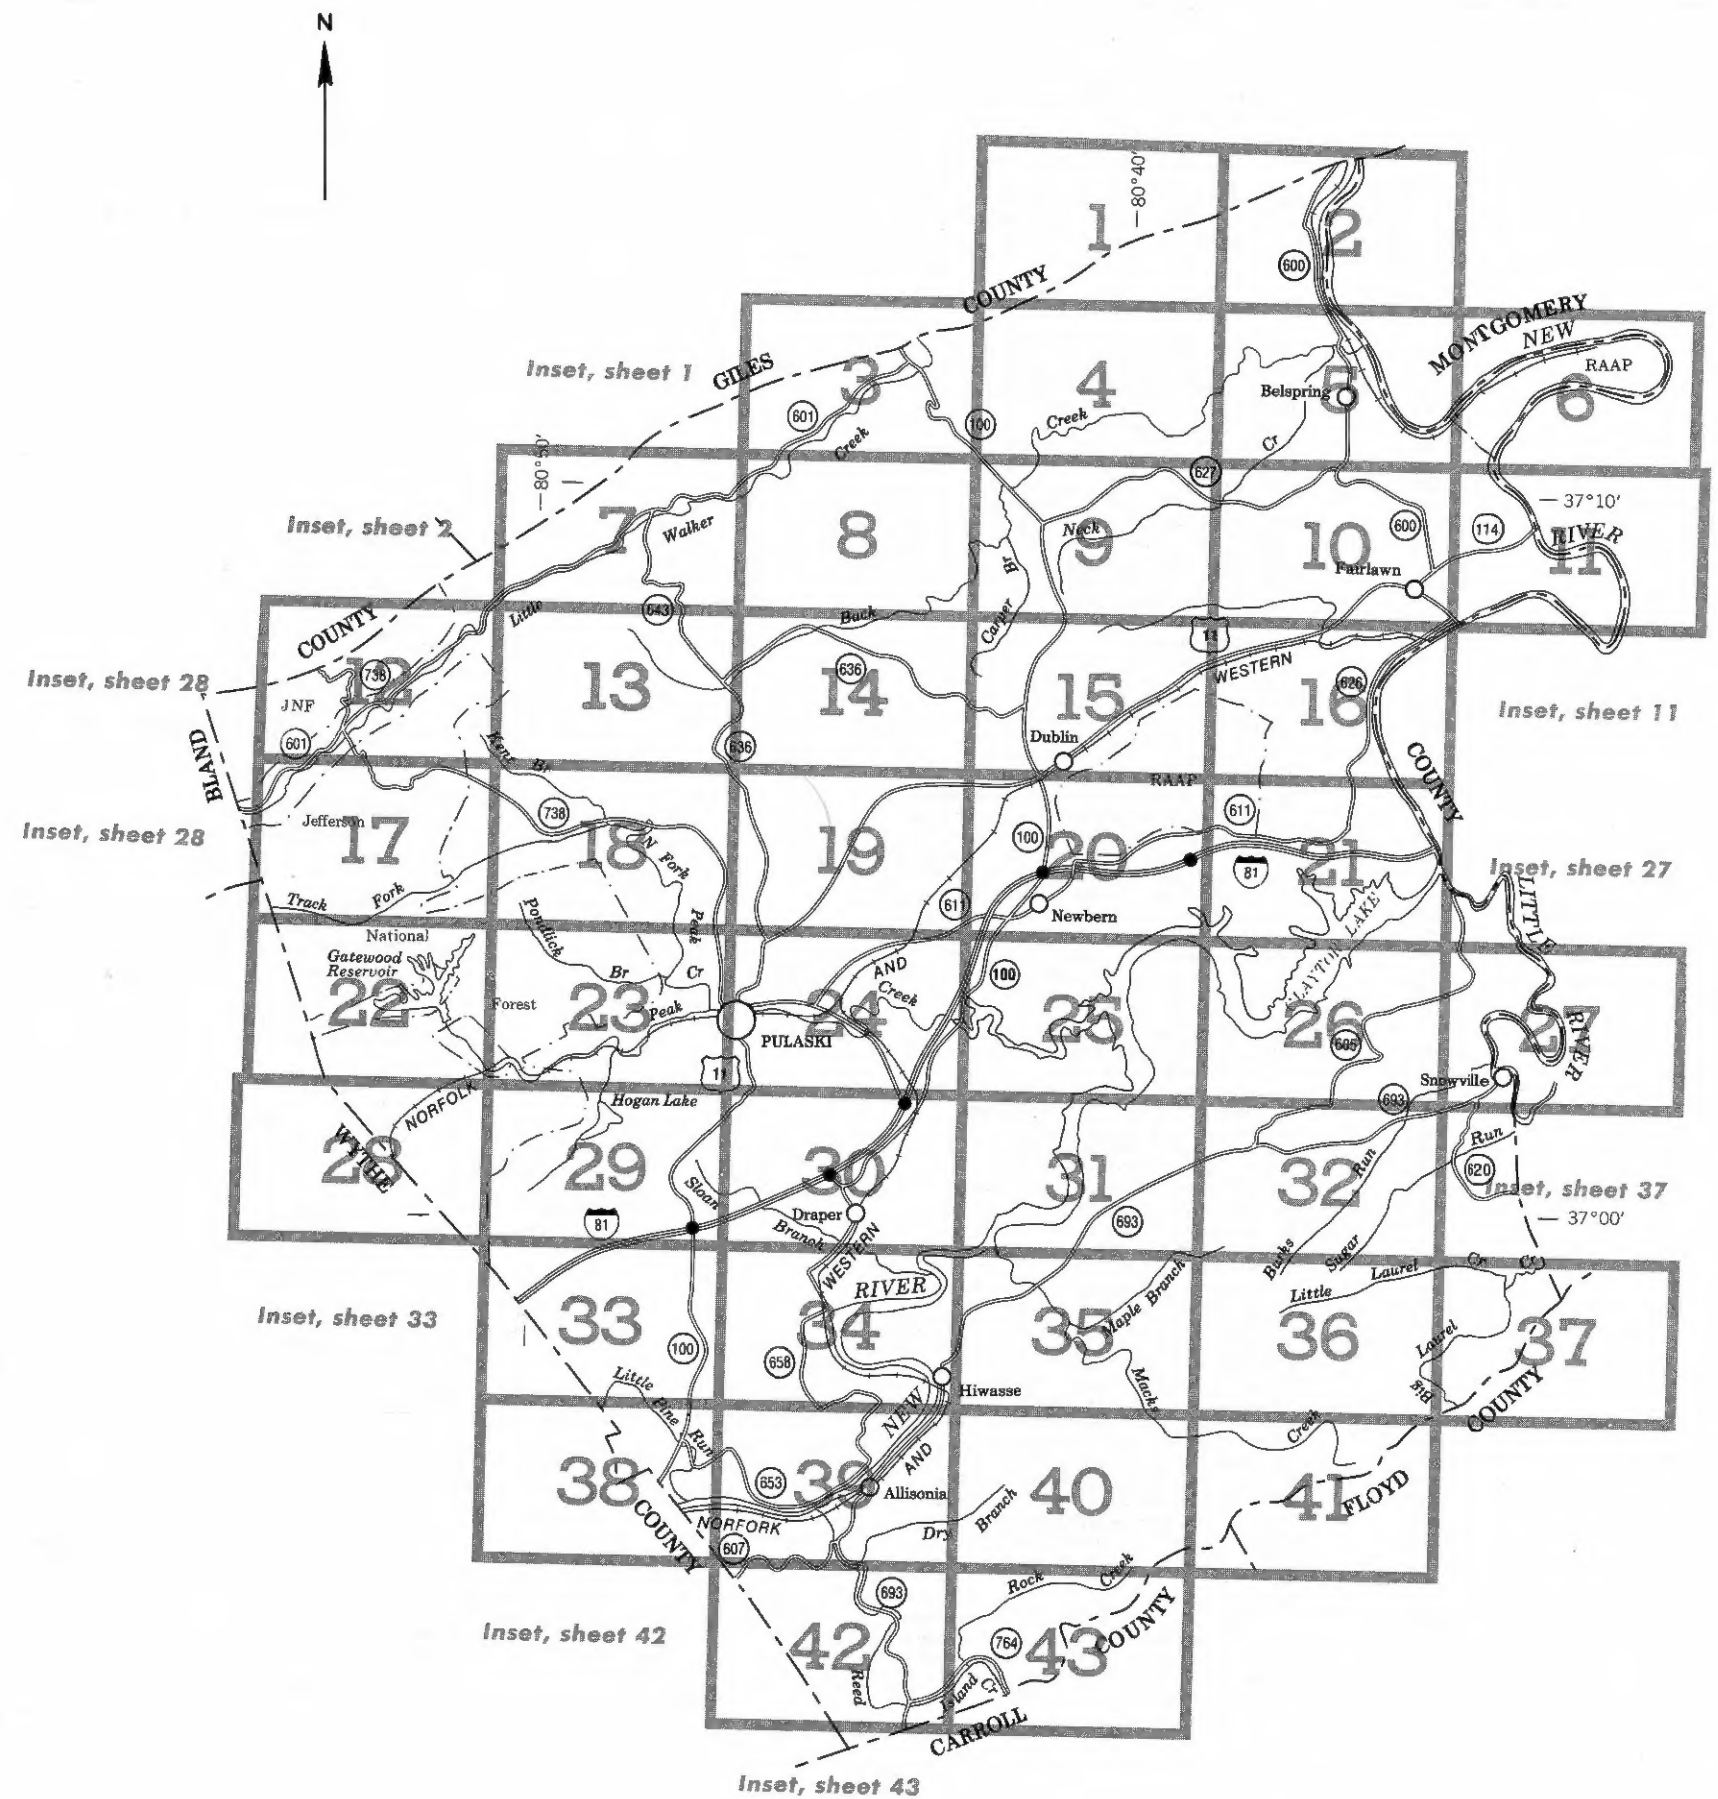 N
1
—80°40'
2
600
COUNTY
MONTGOMERY
NEW
RAAP
Inset, sheet 1
GILES
3
4
Belspring
5
6
601
Creek
100
Creek
Cr
—80°50'
627
— 37°10'
Inset, sheet 2
7
Walker
8
Neck
9
10
600
114
RIVER
11
Fairlawn
Br
COUNTY
Little
643
Back
Carper
11
Inset, sheet 28
738
12
13
636
14
WESTERN
15
626
16
Inset, sheet 11
JNF
601
BLAND
Kent Br
636
Dublin
COUNTY
RAAP
Inset, sheet 28
Jefferson
17
738
18
N Fork
19
100
20
611
21
81
Inset, sheet 27
Track Fork
Pondlick
Peak
611
Newbern
CLAYTOR LAKE
LITTLE
National
Gatewood
Reservoir
22
Forest
Br
23
Cr
Peak
AND
Creek
24
100
25
26
605
27
RIVER
PULASKI
11
Snowville
NORFOLK
Hogan Lake
693
WYTHE
28
29
30
31
32
Run
Run
620
Inset, sheet 37
Sloan
Draper
Branch
81
693
— 37°00'
WESTERN
RIVER
Burks
Sugar
Laurel
Cr
Cr
Little
Inset, sheet 33
33
34
35
Maple Branch
36
Laurel
37
100
658
Big
Little
Pine
Hiwasse
Macks
COUNTY
NEW
Run
AND
Creek
38
653
39
Allisonia
40
41
FLOYD
NORFORK
Dry
Branch
COUNTY
607
Rock
Creek
693
COUNTY
Inset, sheet 42
42
764
43
Reed
Island
Cr
CARROLL
Inset, sheet 43